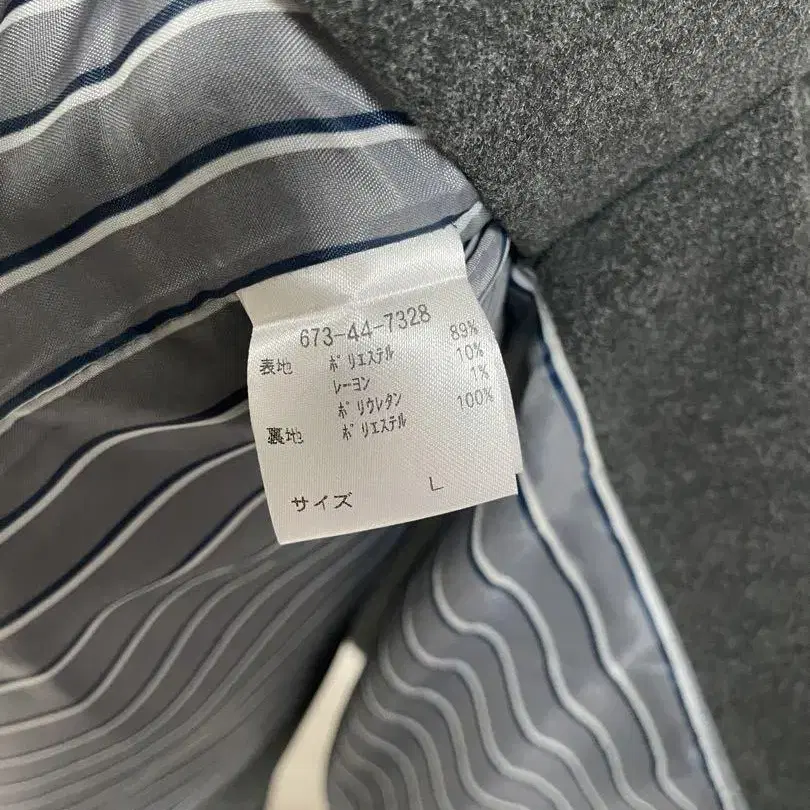 673-44-7328
表地 ポリエステル 89%
レーヨン 10%
ポリウレタン 1%
裏地 ポリエステル 100%
サイズ L